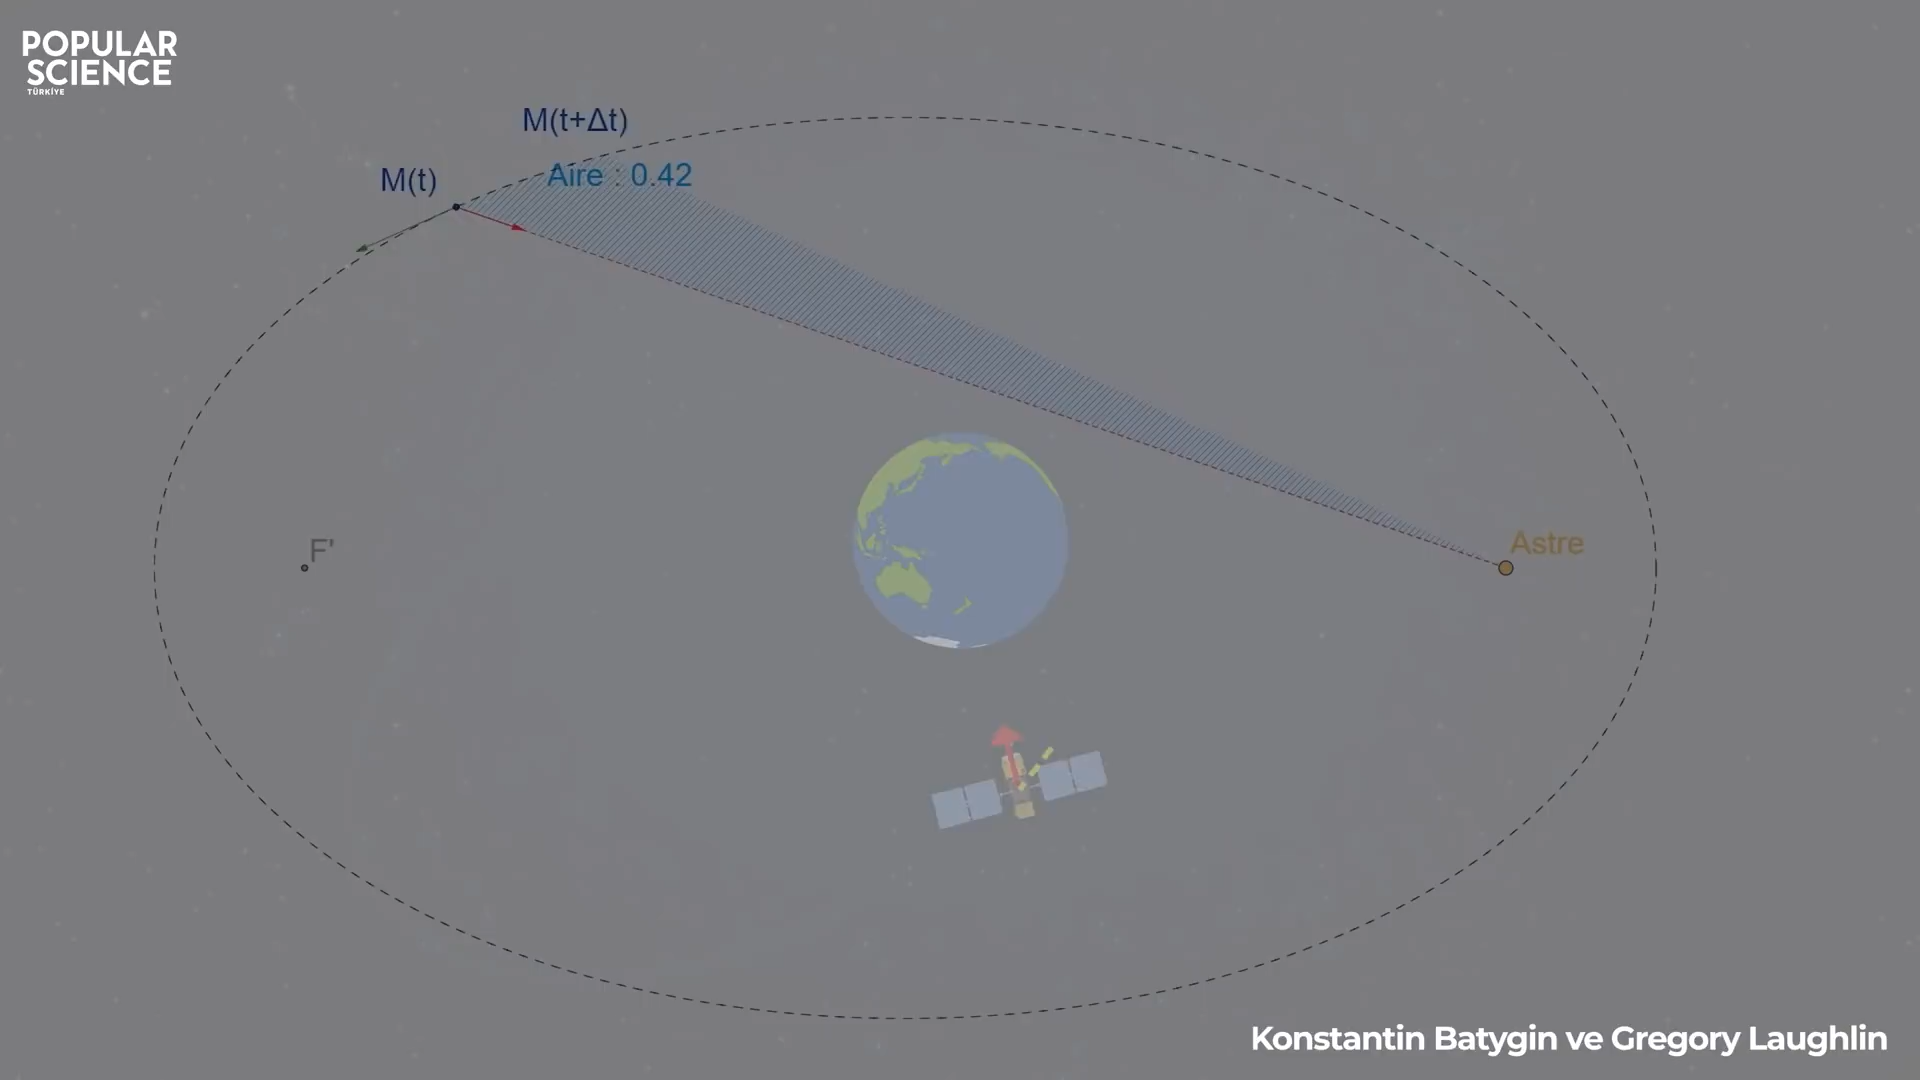 POPULAR
SCIENCE
TÜRKİYE
M(t+Δt)
M(t)
Aire : 0.42
F'
Astre
Konstantin Batygin ve Gregory Laughlin